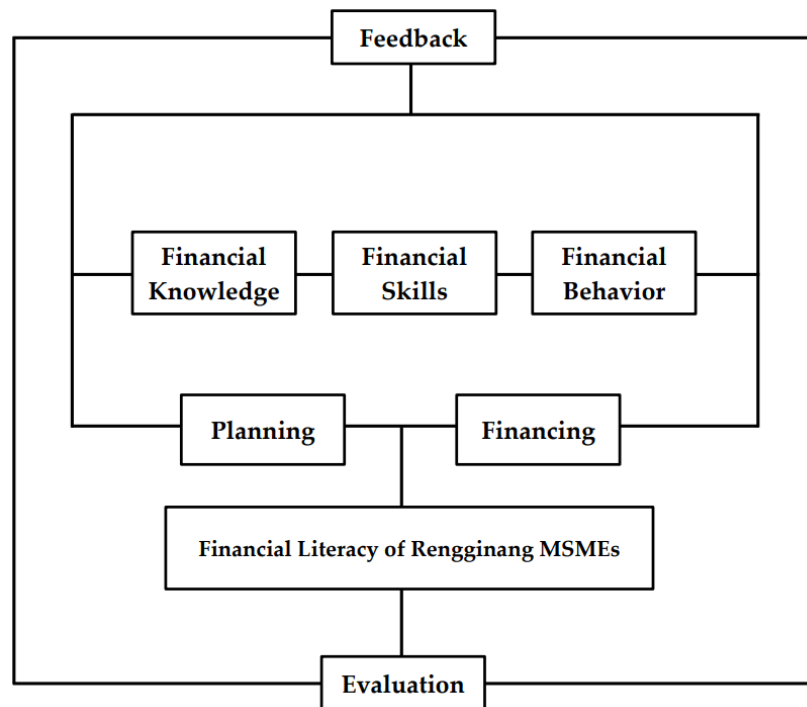 Feedback
Financial
Knowledge
Financial
Skills
Financial
Behavior
Planning
Financing
Financial Literacy of Rengginang MSMEs
Evaluation